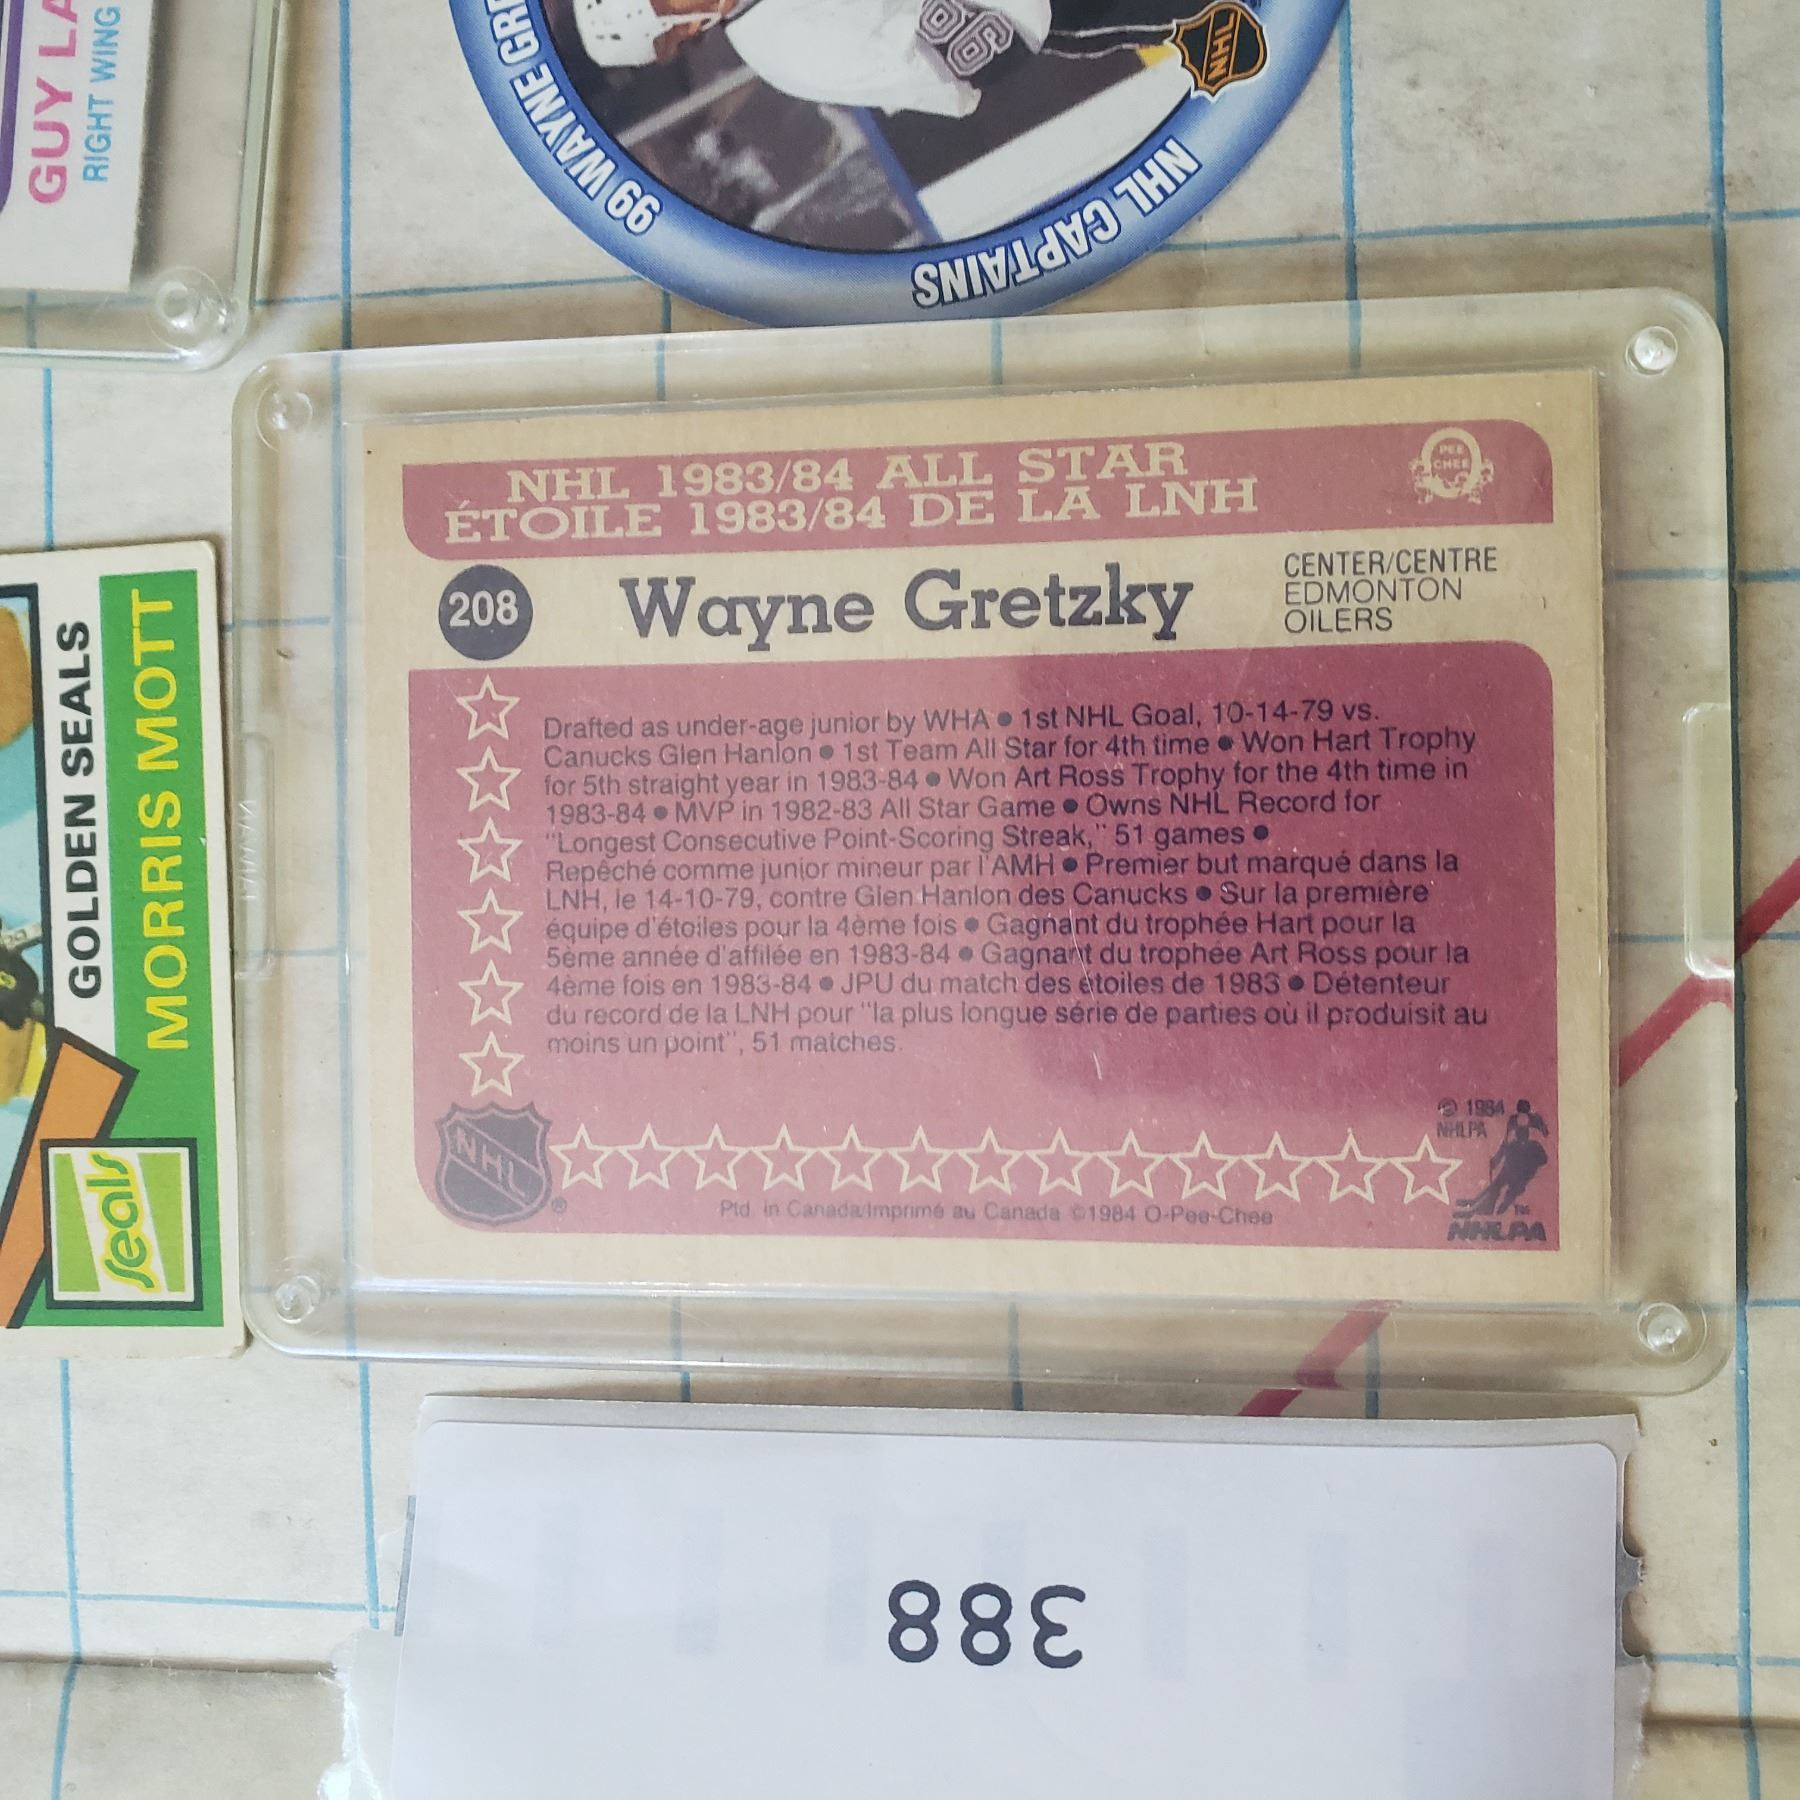 GUY LA
RIGHT WING
99 WAYNE GRE
NHL CAPTAINS
NHL
99
GOLDEN SEALS
MORRIS MOTT
Seals
NHL 1983/84 ALL STAR
ÉTOILE 1983/84 DE LA LNH
O
PEE
CHEE
208
Wayne Gretzky
CENTER/CENTRE
EDMONTON
OILERS
Drafted as under-age junior by WHA ● 1st NHL Goal, 10-14-79 vs.
Canucks Glen Hanlon ● 1st Team All Star for 4th time ● Won Hart Trophy
for 5th straight year in 1983-84 ● Won Art Ross Trophy for the 4th time in
1983-84 ● MVP in 1982-83 All Star Game ● Owns NHL Record for
"Longest Consecutive Point-Scoring Streak," 51 games ●
Repêché comme junior mineur par l'AMH ● Premier but marqué dans la
LNH, le 14-10-79, contre Glen Hanlon des Canucks ● Sur la première
équipe d'étoiles pour la 4ème fois ● Gagnant du trophée Hart pour la
5ème année d'affilée en 1983-84 ● Gagnant du trophée Art Ross pour la
4ème fois en 1983-84 ● JPU du match des étoiles de 1983 ● Détenteur
du record de la LNH pour "la plus longue série de parties où il produisit au
moins un point", 51 matches.
© 1984
NHLPA
NHL ®
Ptd. in Canada/Imprimé au Canada ©1984 O-Pee-Chee
NHLPA ™
388